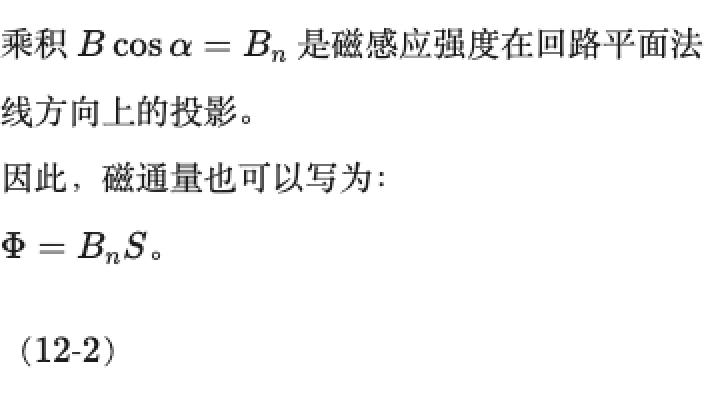 乘积 B cos α = Bₙ 是磁感应强度在回路平面法
线方向上的投影。
因此，磁通量也可以写为：
Φ = BₙS。
（12-2）